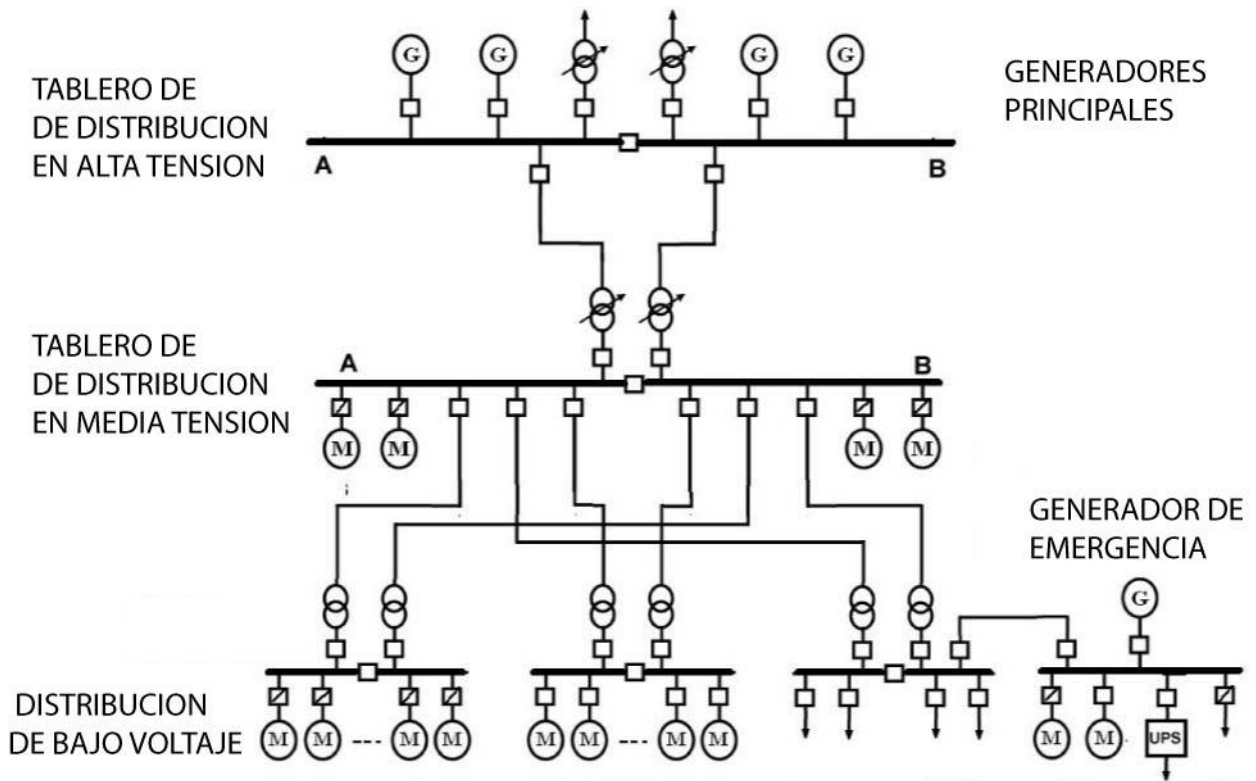 G
G
G
G
TABLERO DE
DE DISTRIBUCION
EN ALTA TENSION
GENERADORES
PRINCIPALES
A
B
TABLERO DE
DE DISTRIBUCION
EN MEDIA TENSION
A
B
M
M
M
M
GENERADOR DE
EMERGENCIA
G
DISTRIBUCION
DE BAJO VOLTAJE
M
M
---
M
M
M
M
---
M
M
M
M
UPS